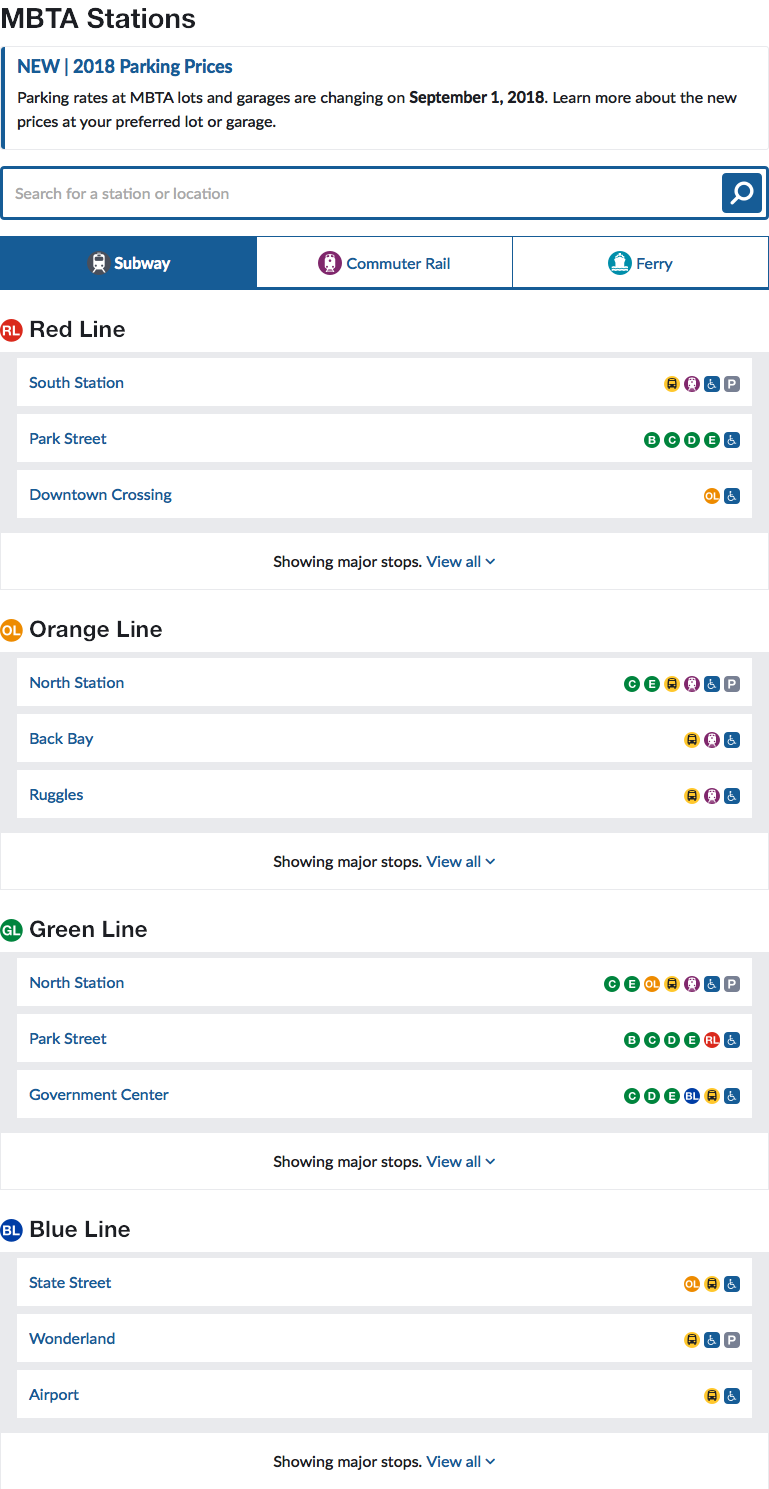 MBTA Stations
NEW | 2018 Parking Prices
Parking rates at MBTA lots and garages are changing on September 1, 2018. Learn more about the new
prices at your preferred lot or garage.
Search for a station or location
Subway Commuter Rail Ferry
RL Red Line
South Station P
Park Street B C D E
Downtown Crossing OL
Showing major stops. View all
OL Orange Line
North Station C E P
Back Bay
Ruggles
Showing major stops. View all
GL Green Line
North Station C E OL P
Park Street B C D E RL
Government Center C D E BL
Showing major stops. View all
BL Blue Line
State Street OL
Wonderland P
Airport
Showing major stops. View all